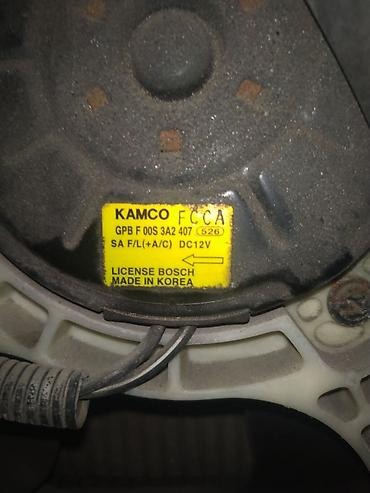 KAMCO FCCA
GPB F 00S 3A2 407 526
SA F/L(+A/C) DC12V
LICENSE BOSCH
MADE IN KOREA